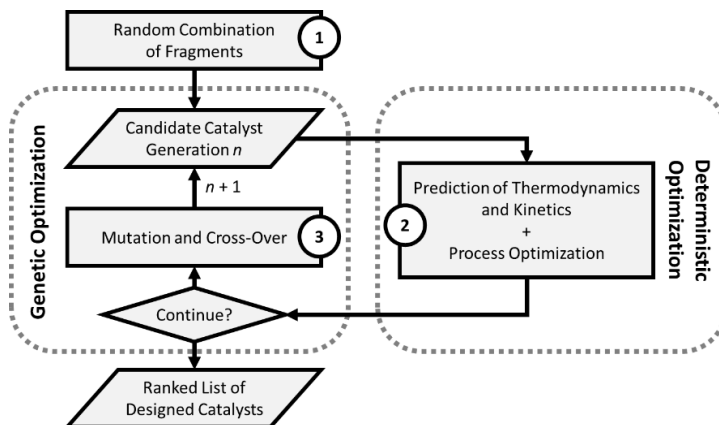 Random Combination
of Fragments
1
Candidate Catalyst
Generation n
n + 1
Mutation and Cross-Over
3
Continue?
Ranked List of
Designed Catalysts
Genetic Optimization
Prediction of Thermodynamics
and Kinetics
+
Process Optimization
2
Deterministic
Optimization